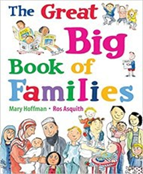 The Great
Big
Book of
Families
Mary Hoffman • Ros Asquith